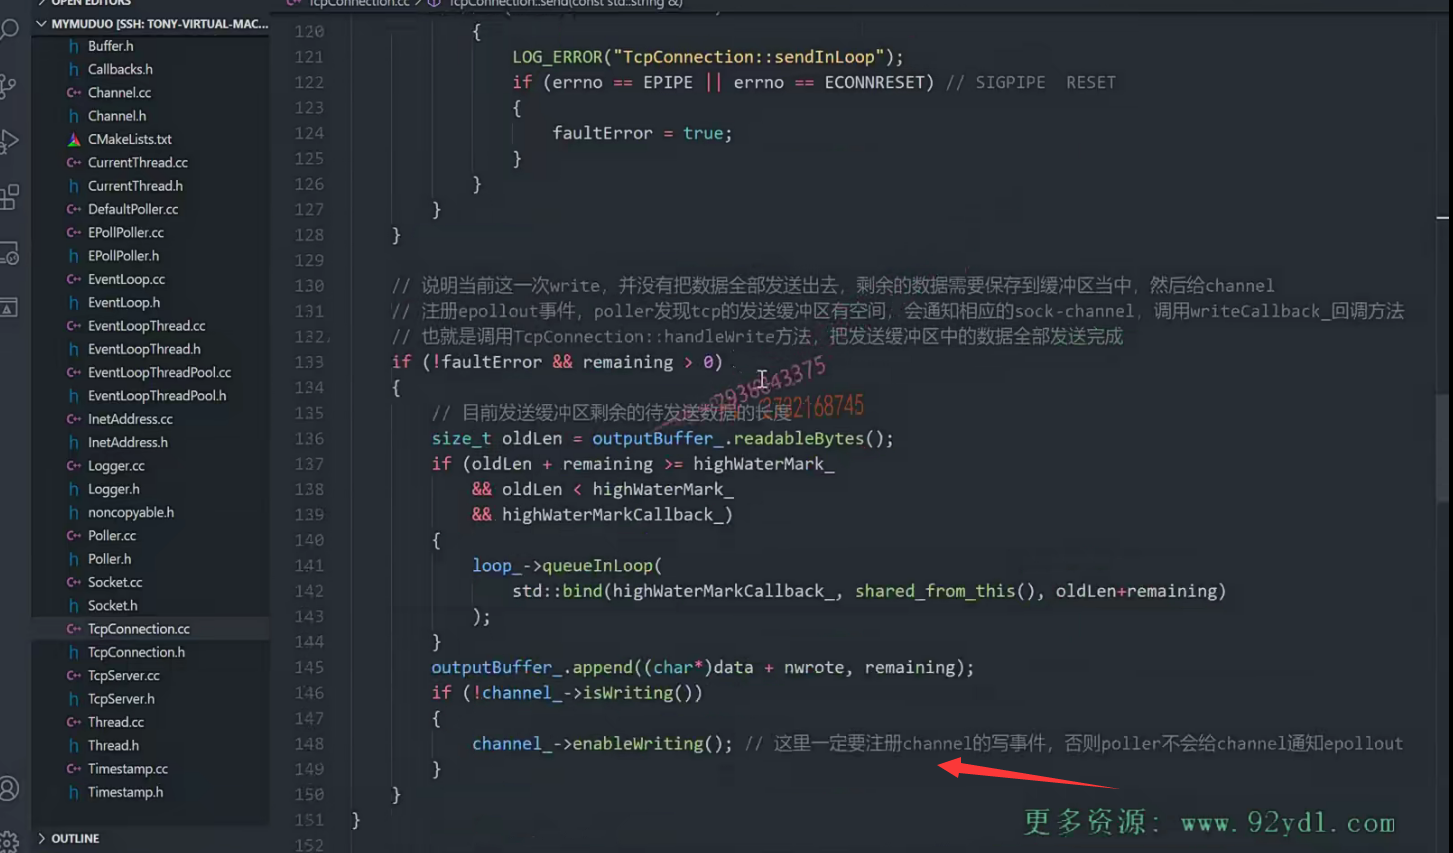 OPEN EDITORS
TcpConnection.cc > TcpConnection::send(const std::string &)
MYMUDUO [SSH: TONY-VIRTUAL-MAC...
Buffer.h
Callbacks.h
Channel.cc
Channel.h
CMakeLists.txt
CurrentThread.cc
CurrentThread.h
DefaultPoller.cc
EPollPoller.cc
EPollPoller.h
EventLoop.cc
EventLoop.h
EventLoopThread.cc
EventLoopThread.h
EventLoopThreadPool.cc
EventLoopThreadPool.h
InetAddress.cc
InetAddress.h
Logger.cc
Logger.h
noncopyable.h
Poller.cc
Poller.h
Socket.cc
Socket.h
TcpConnection.cc
TcpConnection.h
TcpServer.cc
TcpServer.h
Thread.cc
Thread.h
Timestamp.cc
Timestamp.h
OUTLINE
120 {
121 LOG_ERROR("TcpConnection::sendInLoop");
122 if (errno == EPIPE || errno == ECONNRESET) // SIGPIPE RESET
123 {
124 faultError = true;
125 }
126 }
127 }
128 }
129
130 // 说明当前这一次write，并没有把数据全部发送出去，剩余的数据需要保存到缓冲区当中，然后给channel
131 // 注册epollout事件，poller发现tcp的发送缓冲区有空间，会通知相应的sock-channel，调用writeCallback_回调方法
132 // 也就是调用TcpConnection::handleWrite方法，把发送缓冲区中的数据全部发送完成
133 if (!faultError && remaining > 0)
134 {
135 // 目前发送缓冲区剩余的待发送数据的长度
136 size_t oldLen = outputBuffer_.readableBytes();
137 if (oldLen + remaining >= highWaterMark_
138 && oldLen < highWaterMark_
139 && highWaterMarkCallback_)
140 {
141 loop_->queueInLoop(
142 std::bind(highWaterMarkCallback_, shared_from_this(), oldLen+remaining)
143 );
144 }
145 outputBuffer_.append((char*)data + nwrote, remaining);
146 if (!channel_->isWriting())
147 {
148 channel_->enableWriting(); // 这里一定要注册channel的写事件，否则poller不会给channel通知epollout
149 }
150 }
151 }
152
更多资源: www.92ydl.com